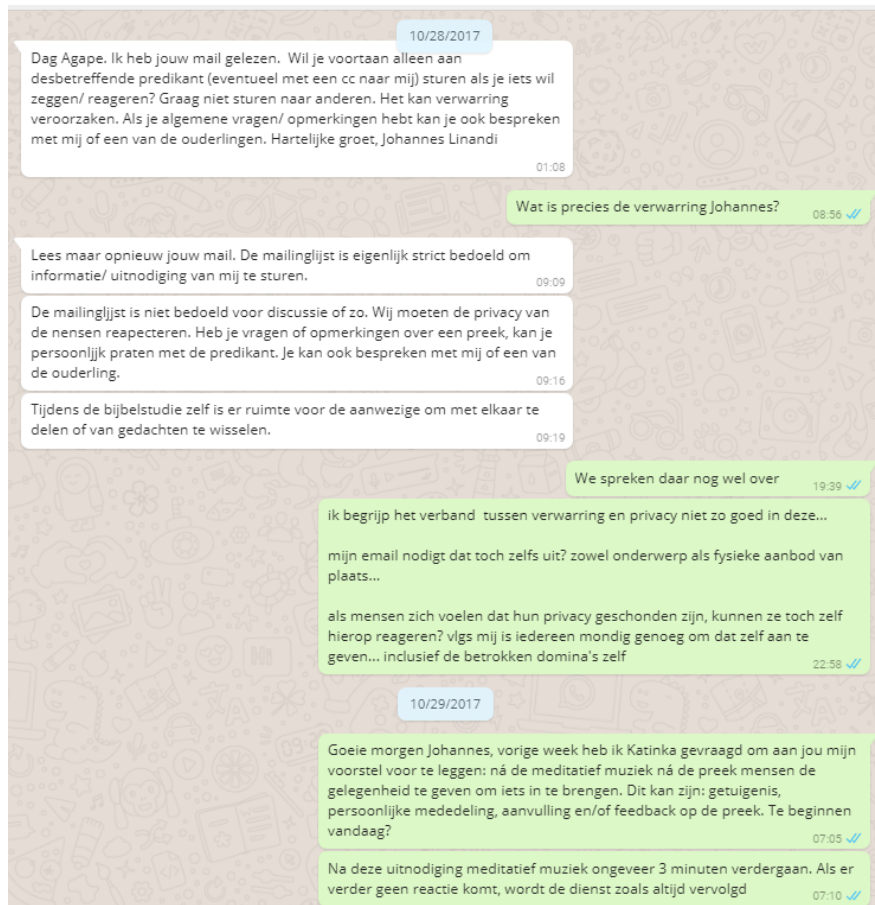 10/28/2017
Dag Agape. Ik heb jouw mail gelezen.  Wil je voortaan alleen aan
desbetreffende predikant (eventueel met een cc naar mij) sturen als je iets wil
zeggen/ reageren? Graag niet sturen naar anderen. Het kan verwarring
veroorzaken. Als je algemene vragen/ opmerkingen hebt kan je ook bespreken
met mij of een van de ouderlingen. Hartelijke groet, Johannes Linandi
01:08
Wat is precies de verwarring Johannes?
08:56
Lees maar opnieuw jouw mail. De mailinglijst is eigenlijk strict bedoeld om
informatie/ uitnodiging van mij te sturen.
09:09
De mailingljjst is niet bedoeld voor discussie of zo. Wij moeten de privacy van
de nensen reapecteren. Heb je vragen of opmerkingen over een preek, kan je
persoonljjk praten met de predikant. Je kan ook bespreken met mij of een van
de ouderling.
09:16
Tijdens de bijbelstudie zelf is er ruimte voor de aanwezige om met elkaar te
delen of van gedachten te wisselen.
09:19
We spreken daar nog wel over
19:39
ik begrijp het verband  tussen verwarring en privacy niet zo goed in deze...
mijn email nodigt dat toch zelfs uit? zowel onderwerp als fysieke aanbod van
plaats...
als mensen zich voelen dat hun privacy geschonden zijn, kunnen ze toch zelf
hierop reageren? vlgs mij is iedereen mondig genoeg om dat zelf aan te
geven... inclusief de betrokken domina's zelf
22:58
10/29/2017
Goeie morgen Johannes, vorige week heb ik Katinka gevraagd om aan jou mijn
voorstel voor te leggen: ná de meditatief muziek ná de preek mensen de
gelegenheid te geven om iets in te brengen. Dit kan zijn: getuigenis,
persoonlijke mededeling, aanvulling en/of feedback op de preek. Te beginnen
vandaag?
07:05
Na deze uitnodiging meditatief muziek ongeveer 3 minuten verdergaan. Als er
verder geen reactie komt, wordt de dienst zoals altijd vervolgd
07:10